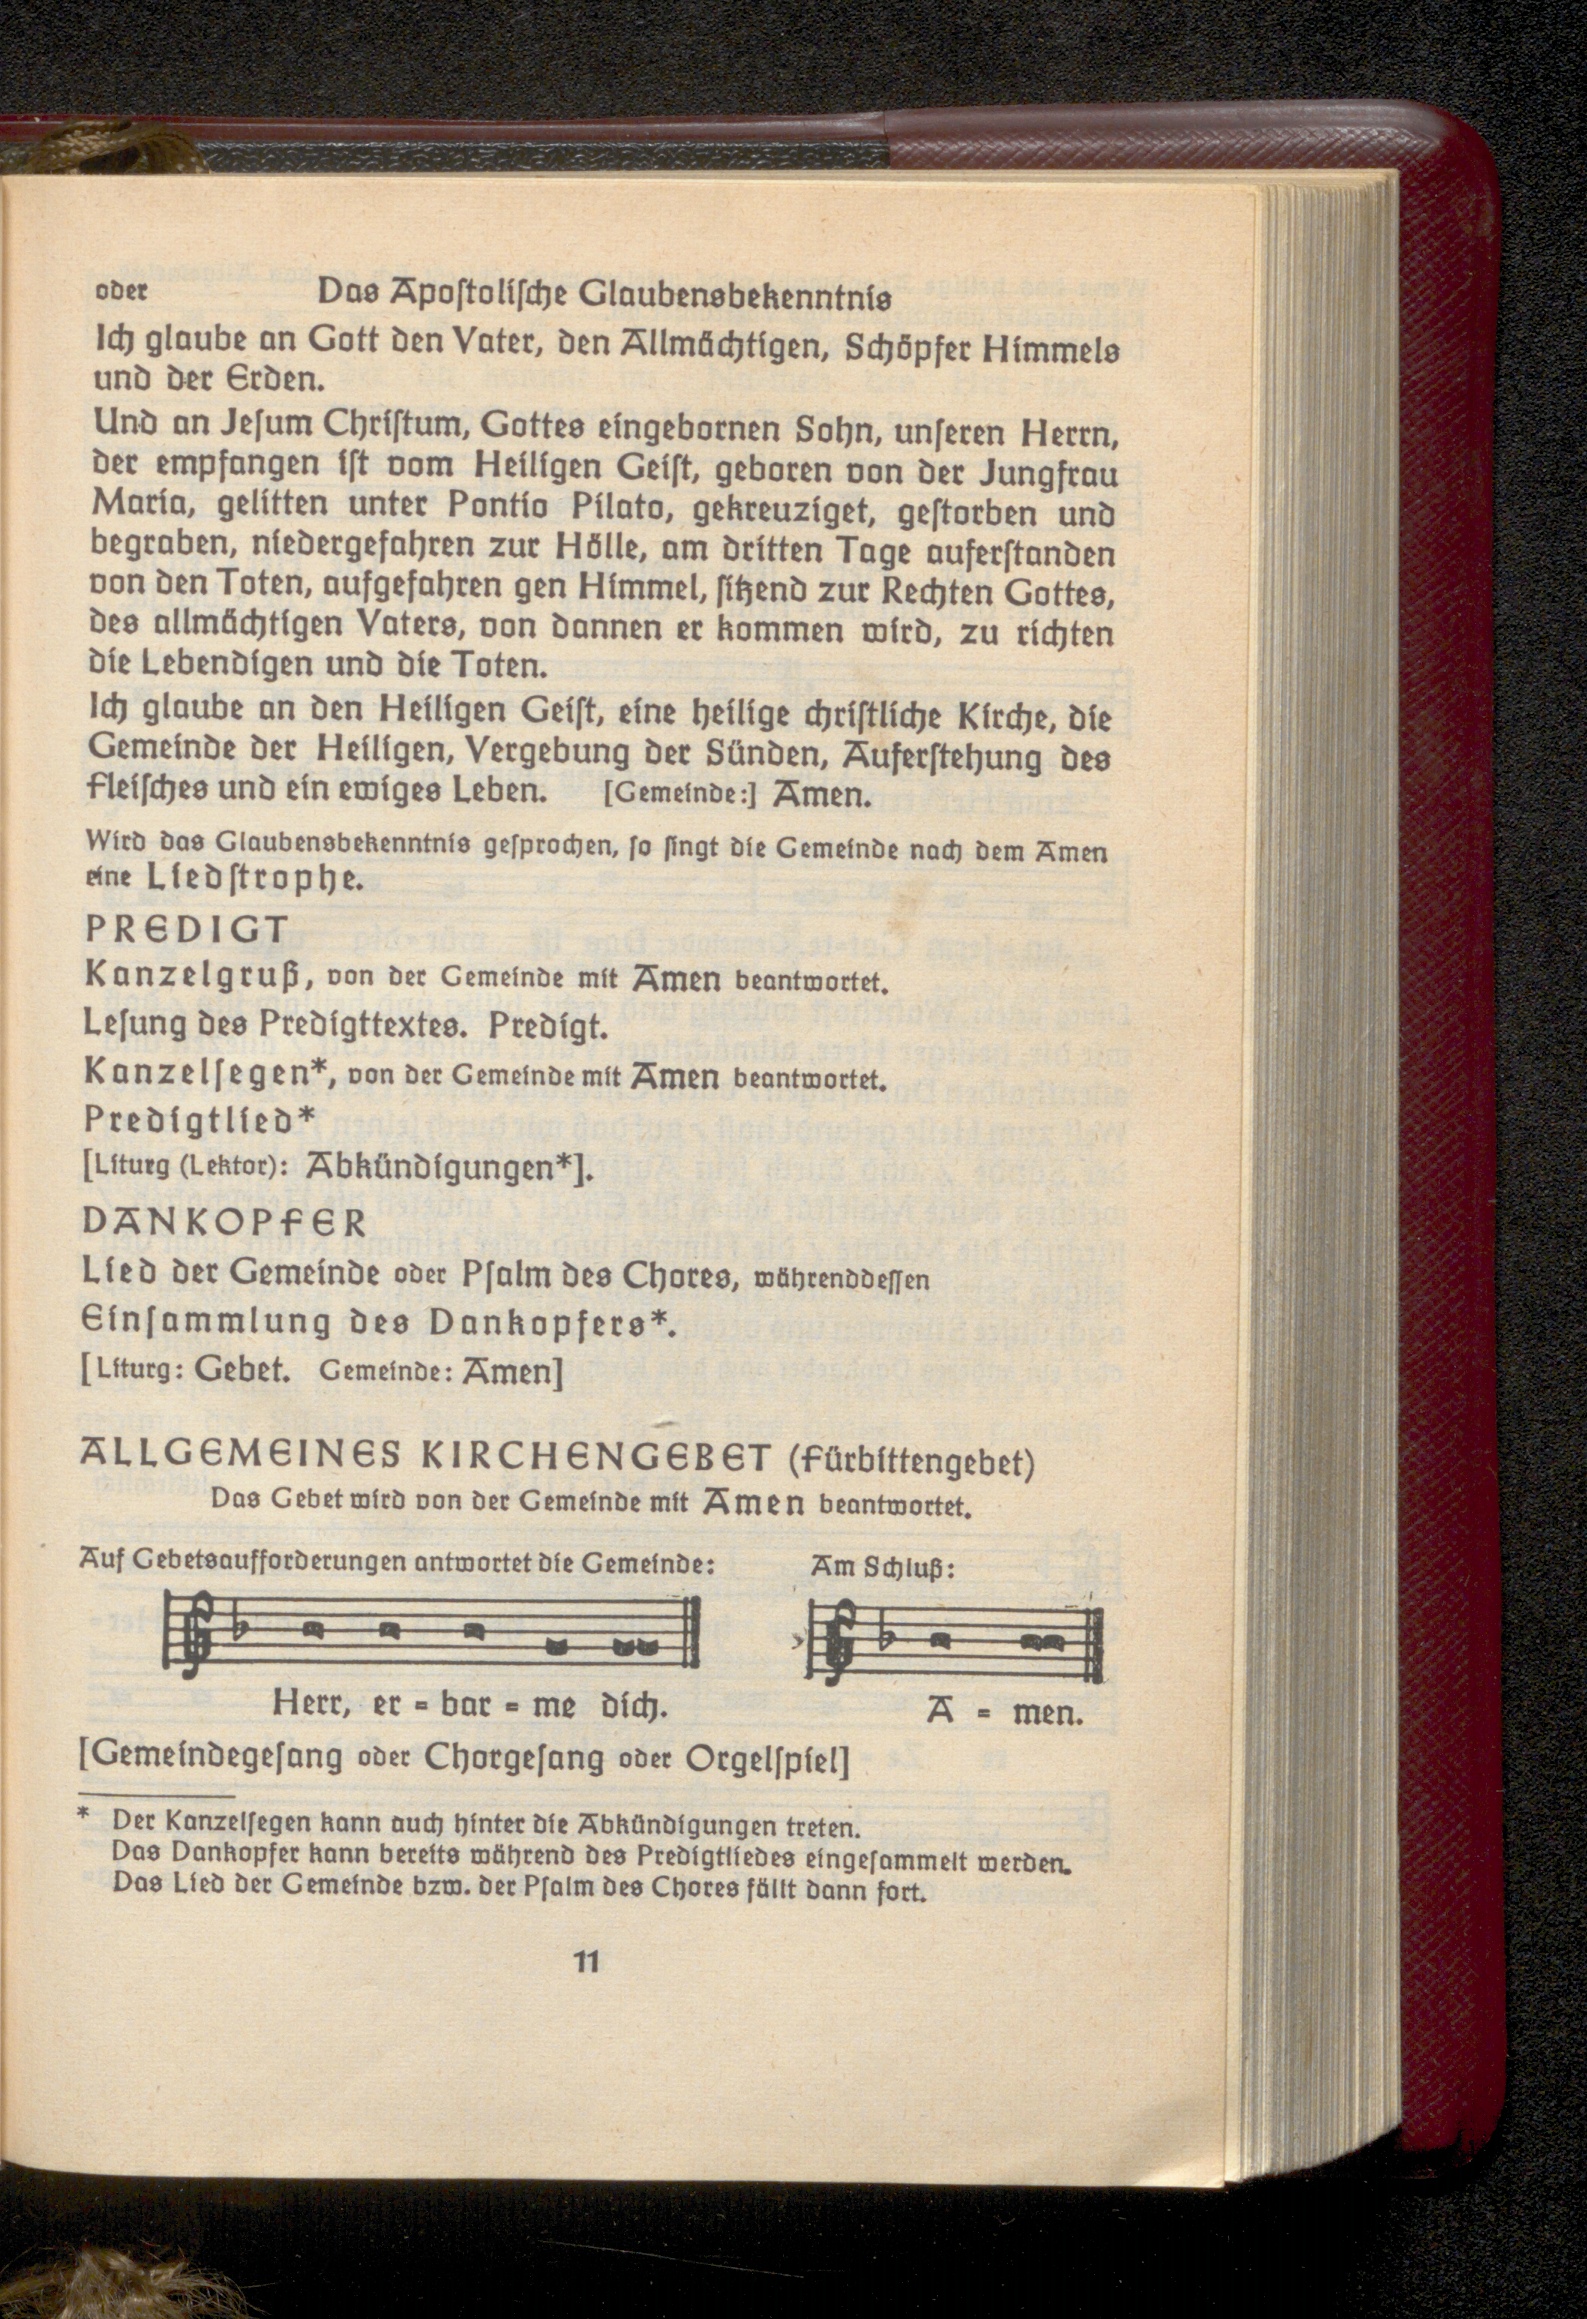 oder Das Apoſtoliſche Glaubensbekenntnis
Ich glaube an Gott den Vater, den Allmächtigen, Schöpfer Himmels
und der Erden.
Und an Jeſum Chriſtum, Gottes eingebornen Sohn, unſeren Herrn,
der empfangen iſt vom Heiligen Geiſt, geboren von der Jungfrau
Maria, gelitten unter Pontio Pilato, gekreuziget, geſtorben und
begraben, niedergefahren zur Hölle, am dritten Tage auferſtanden
von den Toten, aufgefahren gen Himmel, ſitzend zur Rechten Gottes,
des allmächtigen Vaters, von dannen er kommen wird, zu richten
die Lebendigen und die Toten.
Ich glaube an den Heiligen Geiſt, eine heilige chriſtliche Kirche, die
Gemeinde der Heiligen, Vergebung der Sünden, Auferſtehung des
Fleiſches und ein ewiges Leben. [Gemeinde:] Amen.
Wird das Glaubensbekenntnis geſprochen, ſo ſingt die Gemeinde nach dem Amen
eine Liedſtrophe.
PREDIGT
Kanzelgruß, von der Gemeinde mit Amen beantwortet.
Leſung des Predigttextes. Predigt.
Kanzelſegen*, von der Gemeinde mit Amen beantwortet.
Predigtlied*
[Liturg (Lektor): Abkündigungen*].
DANKOPFER
Lied der Gemeinde oder Pſalm des Chores, währenddeſſen
Einſammlung des Dankopfers*.
[Liturg: Gebet. Gemeinde: Amen]
ALLGEMEINES KIRCHENGEBET (Fürbittengebet)
Das Gebet wird von der Gemeinde mit Amen beantwortet.
Auf Gebetsaufforderungen antwortet die Gemeinde: Am Schluß:
Herr, er = bar = me dich. A = men.
[Gemeindegeſang oder Chorgeſang oder Orgelſpiel]
* Der Kanzelſegen kann auch hinter die Abkündigungen treten.
Das Dankopfer kann bereits während des Predigtliedes eingeſammelt werden.
Das Lied der Gemeinde bzw. der Pſalm des Chores fällt dann fort.
11